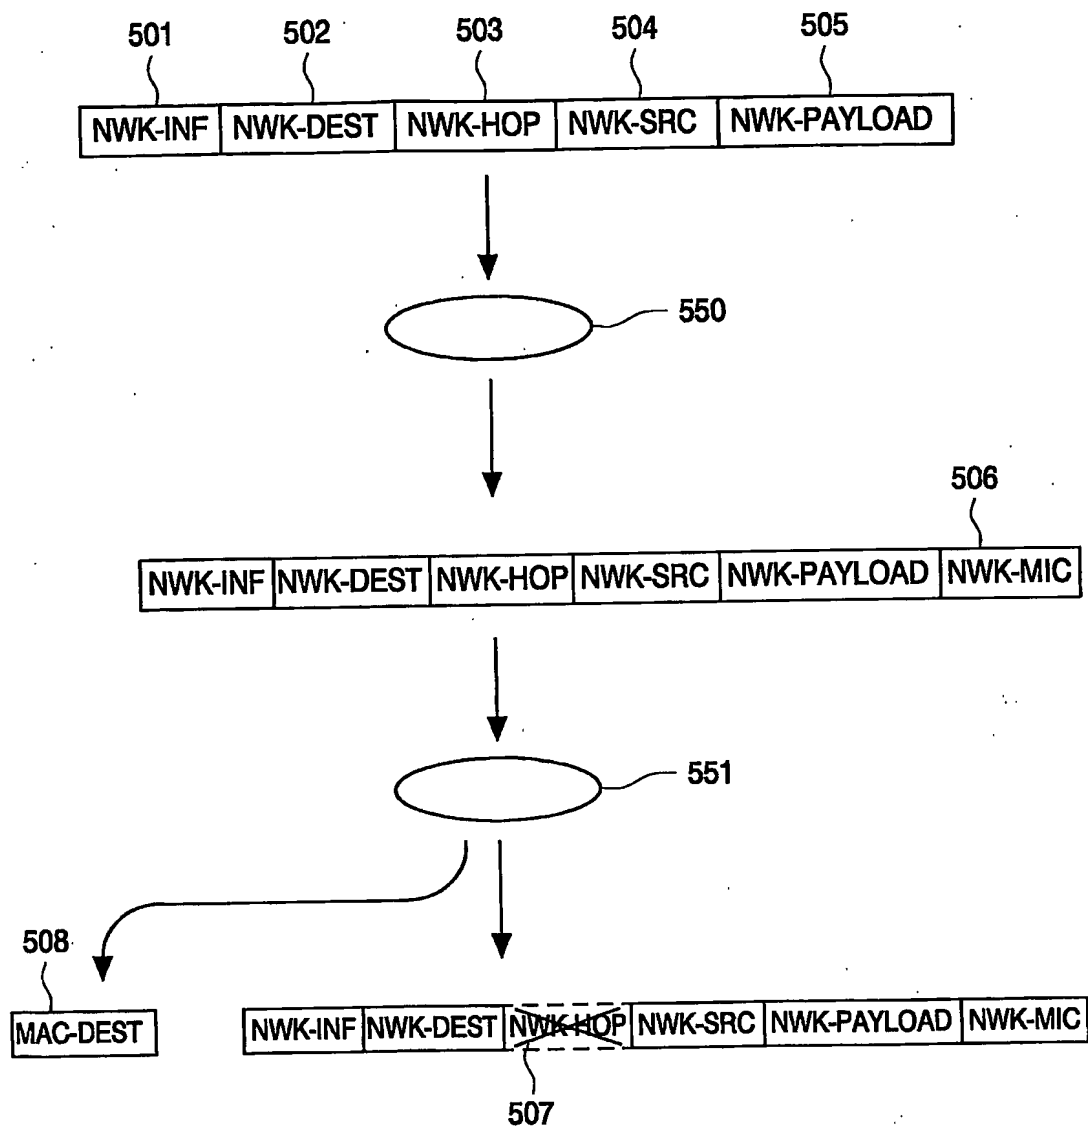 501 502 503 504 505
NWK-INF NWK-DEST NWK-HOP NWK-SRC NWK-PAYLOAD
550
506
NWK-INF NWK-DEST NWK-HOP NWK-SRC NWK-PAYLOAD NWK-MIC
551
508
MAC-DEST NWK-INF NWK-DEST NWK-HOP NWK-SRC NWK-PAYLOAD NWK-MIC
507